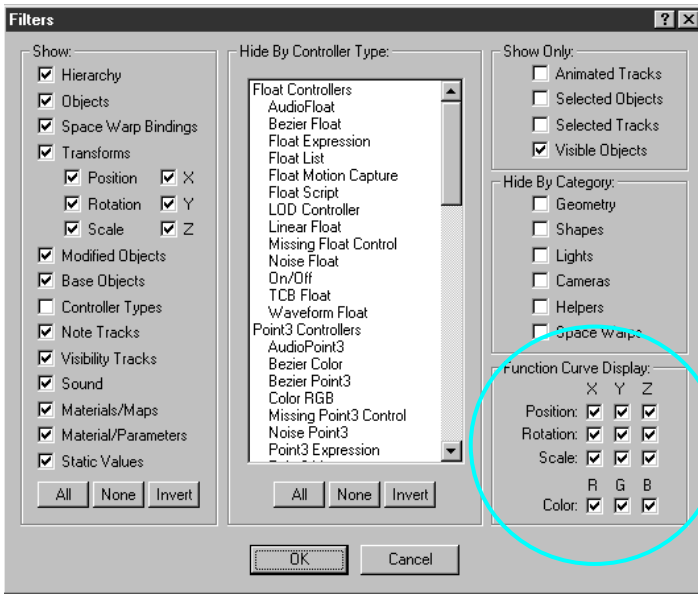 Filters
Show:
Hierarchy
Objects
Space Warp Bindings
Transforms
Position X
Rotation Y
Scale Z
Modified Objects
Base Objects
Controller Types
Note Tracks
Visibility Tracks
Sound
Materials/Maps
Material/Parameters
Static Values
All None Invert
Hide By Controller Type:
Float Controllers
AudioFloat
Bezier Float
Float Expression
Float List
Float Motion Capture
Float Script
LOD Controller
Linear Float
Missing Float Control
Noise Float
On/Off
TCB Float
Waveform Float
Point3 Controllers
AudioPoint3
Bezier Color
Bezier Point3
Color RGB
Missing Point3 Control
Noise Point3
Point3 Expression
All None Invert
Show Only:
Animated Tracks
Selected Objects
Selected Tracks
Visible Objects
Hide By Category:
Geometry
Shapes
Lights
Cameras
Helpers
Space Warps
Function Curve Display:
X Y Z
Position:
Rotation:
Scale:
R G B
Color:
OK Cancel